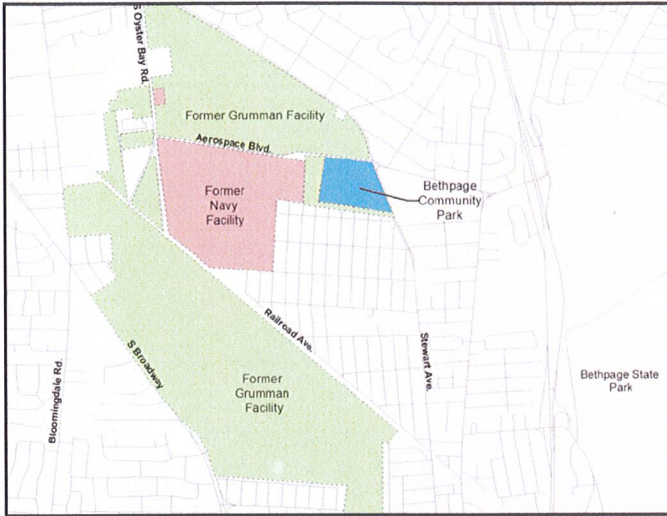 S Oyster Bay Rd.
Former Grumman Facility
Aerospace Blvd.
Former
Navy
Facility
Bethpage
Community
Park
Railroad Ave.
Stewart Ave.
Bethpage State
Park
S Broadway
Bloomingdale Rd.
Former
Grumman
Facility